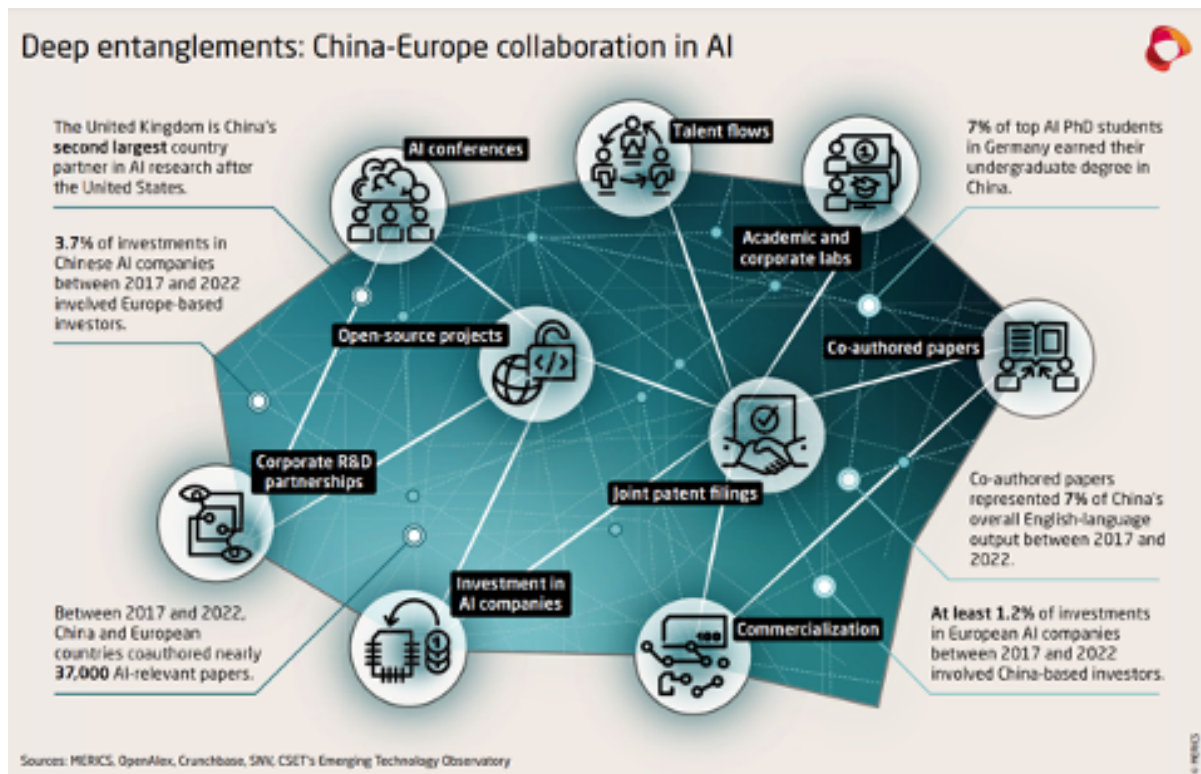 Deep entanglements: China-Europe collaboration in AI
The United Kingdom is China's
second largest country
partner in AI research after
the United States.
3.7% of investments in
Chinese AI companies
between 2017 and 2022
involved Europe-based
investors.
Between 2017 and 2022,
China and European
countries coauthored nearly
37,000 AI-relevant papers.
AI conferences
Talent flows
Academic and
corporate labs
Open-source projects
Co-authored papers
Corporate R&D
partnerships
Joint patent filings
Investment in
AI companies
Commercialization
7% of top AI PhD students
in Germany earned their
undergraduate degree in
China.
Co-authored papers
represented 7% of China's
overall English-language
output between 2017 and
2022.
At least 1.2% of investments
in European AI companies
between 2017 and 2022
involved China-based investors.
Sources: MERICS, OpenAlex, Crunchbase, SNV, CSET's Emerging Technology Observatory